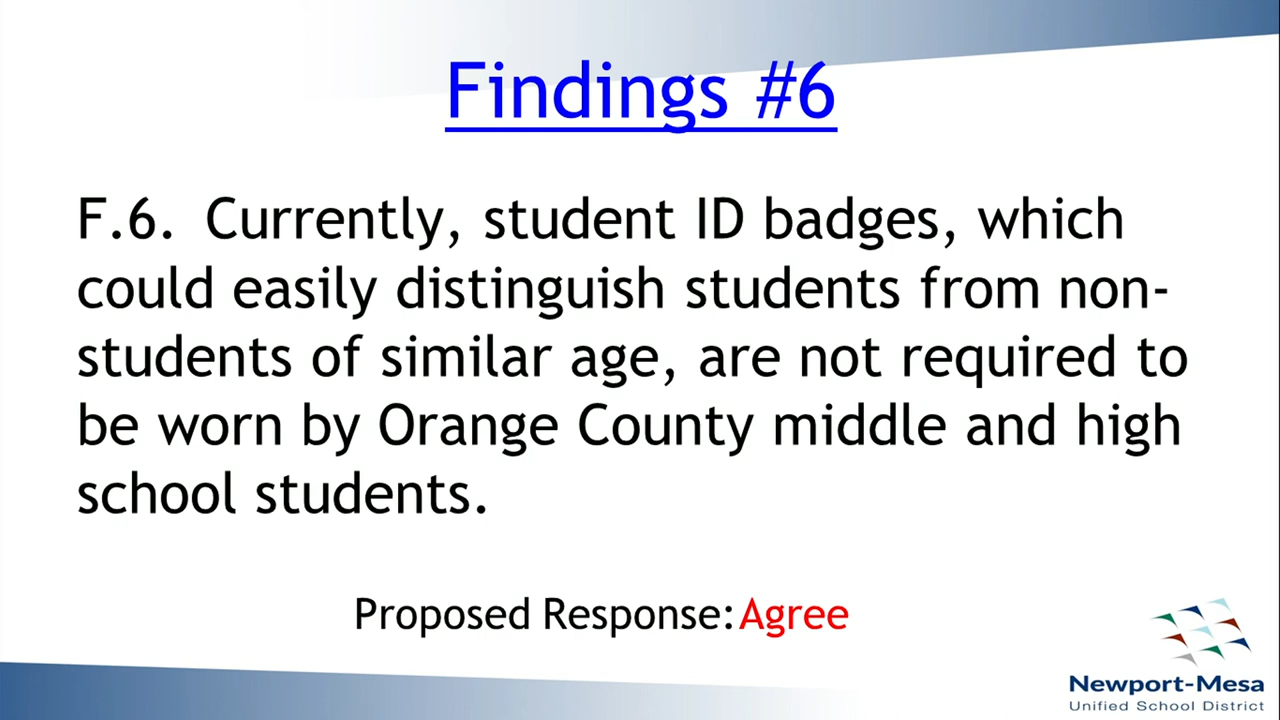 Findings #6
F.6. Currently, student ID badges, which
could easily distinguish students from non-
students of similar age, are not required to
be worn by Orange County middle and high
school students.
Proposed Response: Agree
Newport-Mesa
Unified School District